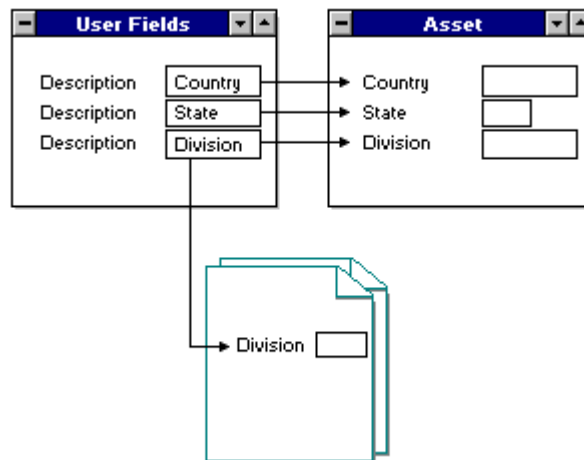 User Fields
Asset
Description Country
Country
Description State
State
Description Division
Division
Division